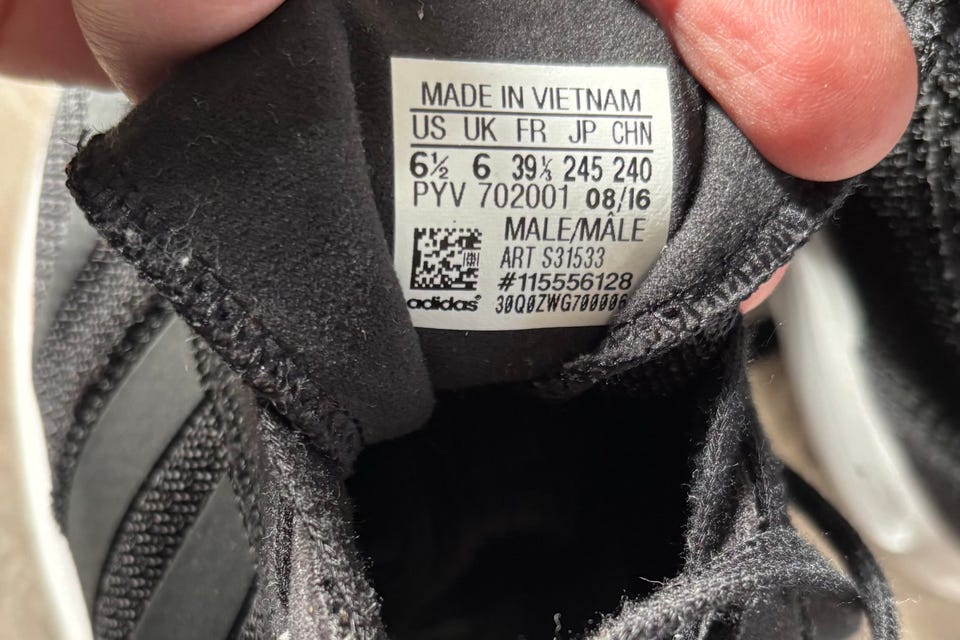 MADE IN VIETNAM
US UK FR JP CHN
6½ 6 39⅓ 245 240
PYV 702001 08/16
MALE/MÂLE
ART S31533
#115556128
adidas® 30Q0ZWG700006